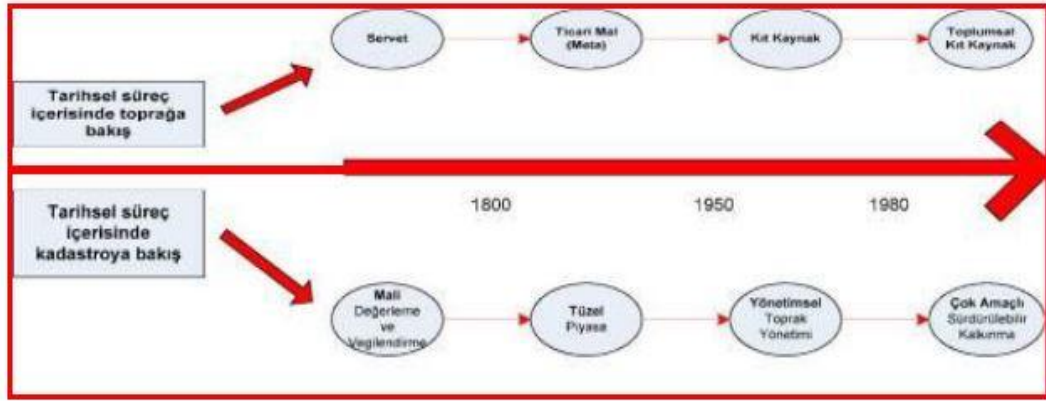 Servet
Ticari Mal
(Meta)
Kıt Kaynak
Toplumsal
Kıt Kaynak
Tarihsel süreç
içerisinde toprağa
bakış
1800
1950
1980
Tarihsel süreç
içerisinde
kadastroya bakış
Mali
Değerleme
ve
Vegilendirme
Tüzel
Piyasa
Yönetimsel
Toprak
Yönetimi
Çok Amaçlı
Sürdürülebilir
Kalkınma